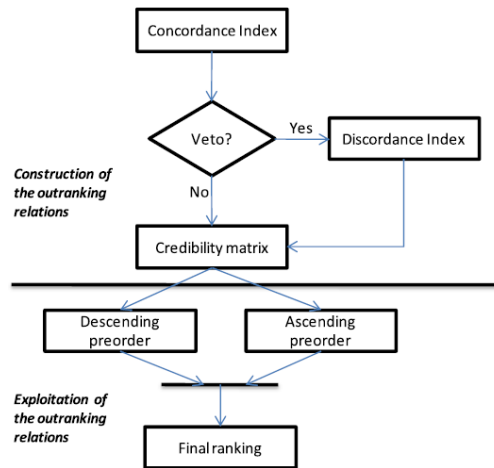 Concordance Index
Veto?
Yes
Discordance Index
Construction of
the outranking
relations
No
Credibility matrix
Descending
preorder
Ascending
preorder
Exploitation of
the outranking
relations
Final ranking